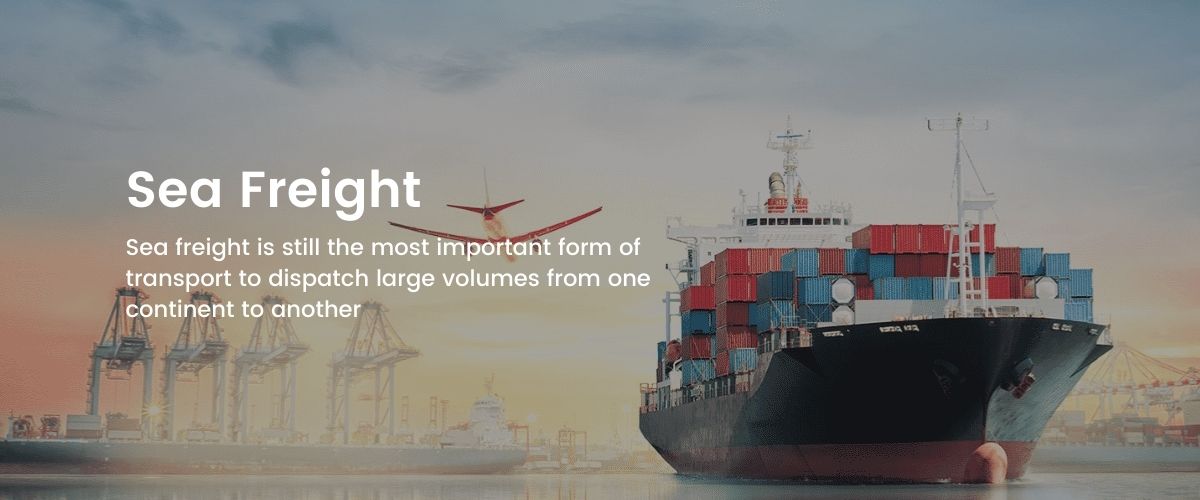 Sea Freight
Sea freight is still the most important form of
transport to dispatch large volumes from one
continent to another